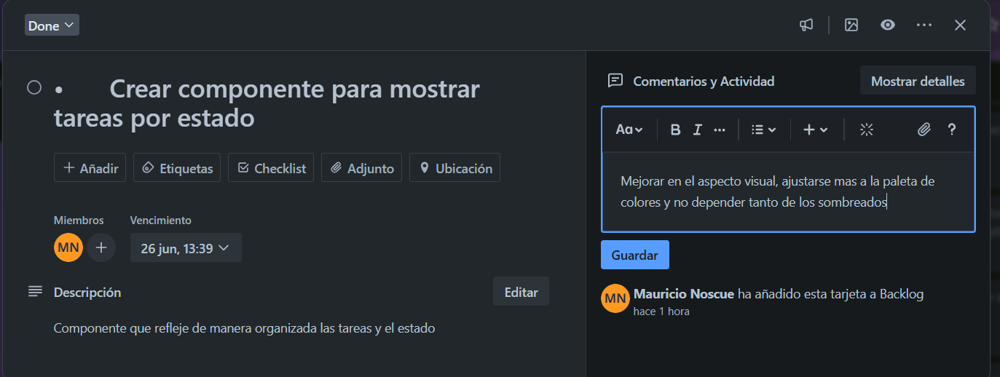 Done
• Crear componente para mostrar
tareas por estado
+ Añadir
Etiquetas
Checklist
Adjunto
Ubicación
Miembros
Vencimiento
MN
+
26 jun, 13:39
Descripción
Editar
Componente que refleje de manera organizada las tareas y el estado
Comentarios y Actividad
Mostrar detalles
Aa
B I ...
+
?
Mejorar en el aspecto visual, ajustarse mas a la paleta de
colores y no depender tanto de los sombreados
Guardar
MN
Mauricio Noscue ha añadido esta tarjeta a Backlog
hace 1 hora